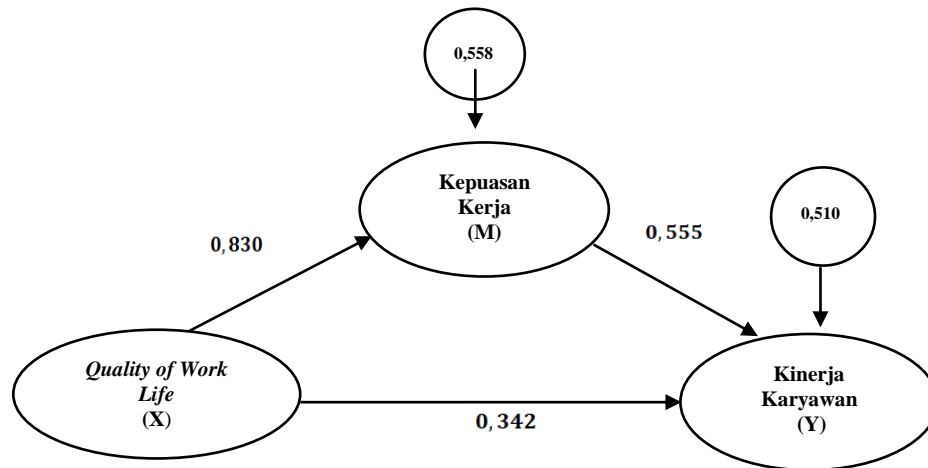 0,558
Kepuasan
Kerja
(M)
0,510
0,830
0,555
Quality of Work
Life
(X)
Kinerja
Karyawan
(Y)
0,342